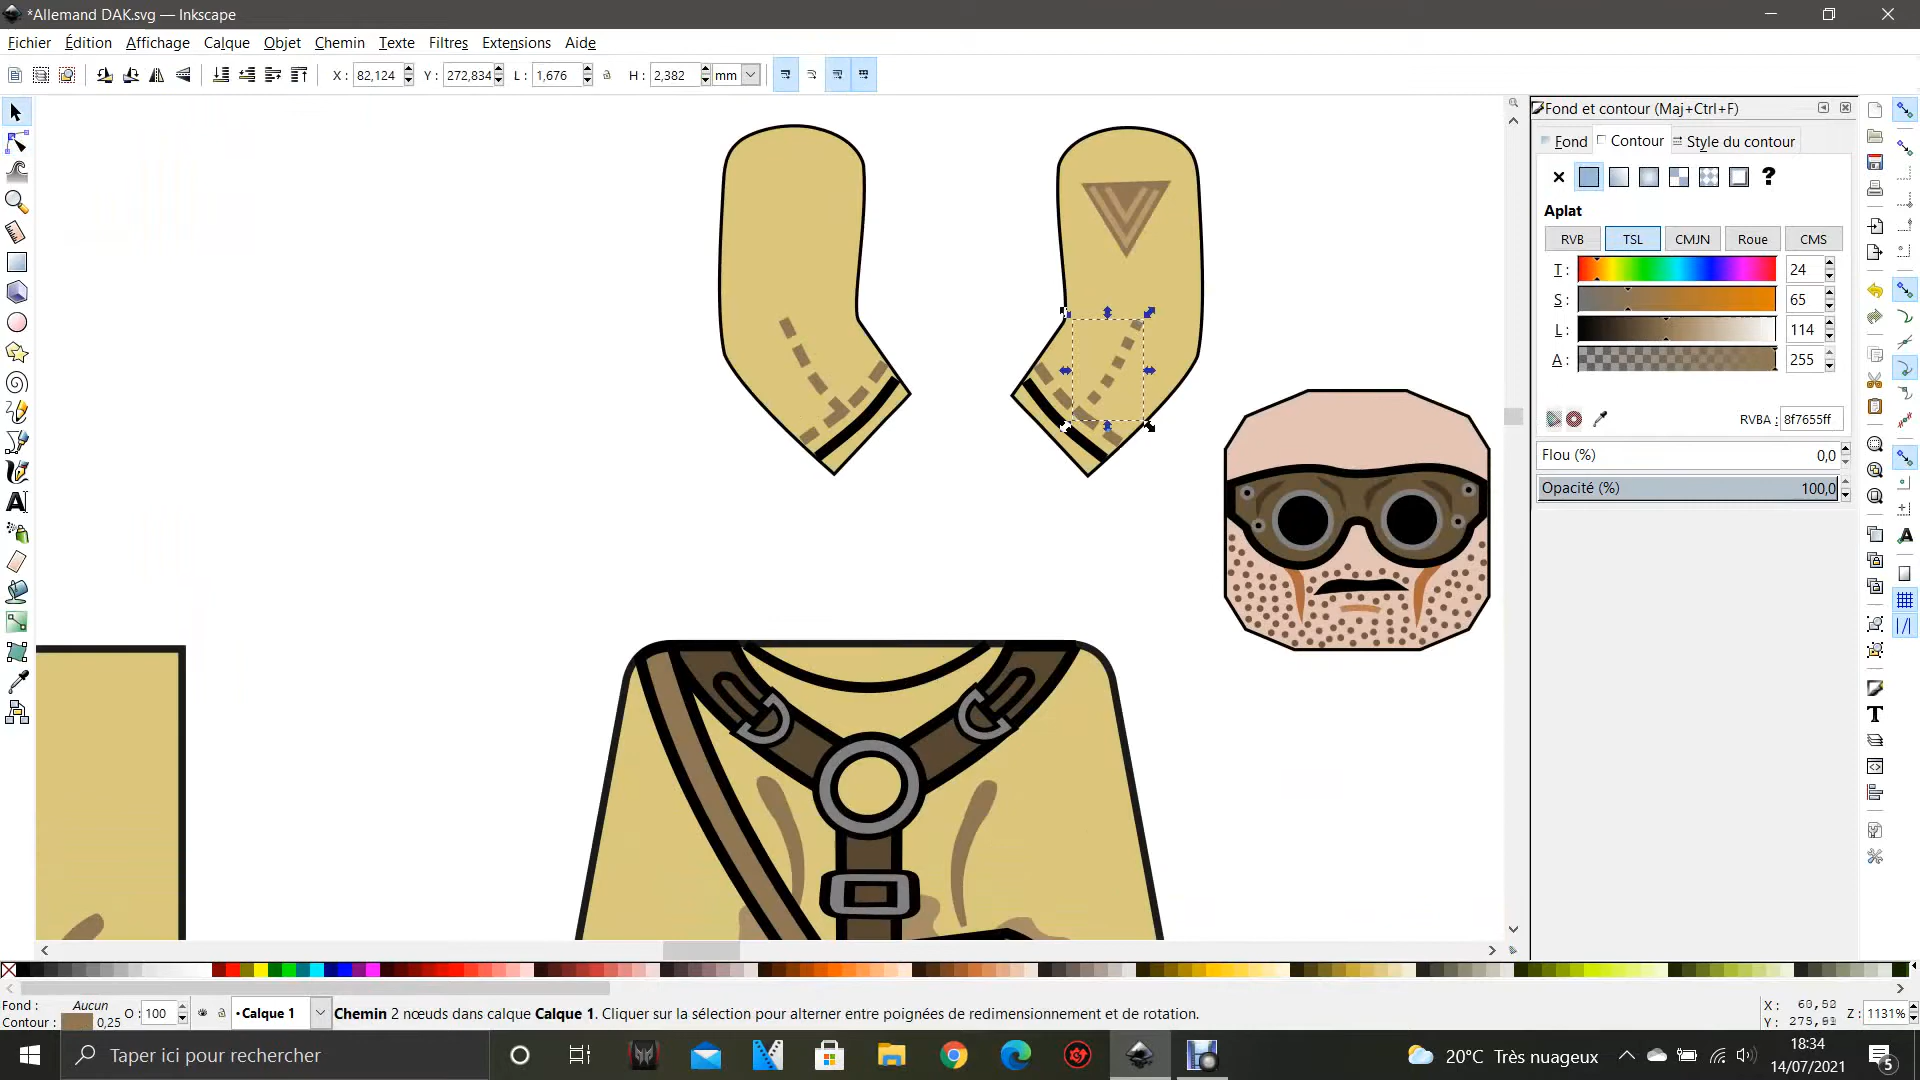 *Allemand DAK.svg — Inkscape
Fichier Édition Affichage Calque Objet Chemin Texte Filtres Extensions Aide
X : 82,124 Y : 272,834 L : 1,676 H : 2,382 mm
Fond et contour (Maj+Ctrl+F)
Fond Contour Style du contour
Aplat
RVB TSL CMJN Roue CMS
T : 24
S : 65
L : 114
A : 255
RVBA : 8f7655ff
Flou (%) 0,0
Opacité (%) 100,0
Fond : Aucun O : 100 •Calque 1 Chemin 2 nœuds dans calque Calque 1. Cliquer sur la sélection pour alterner entre poignées de redimensionnement et de rotation.
Contour : 0,25
X : 60,52
Y : 275,61
Z : 1131%
Taper ici pour rechercher
20°C Très nuageux
18:34
14/07/2021
5